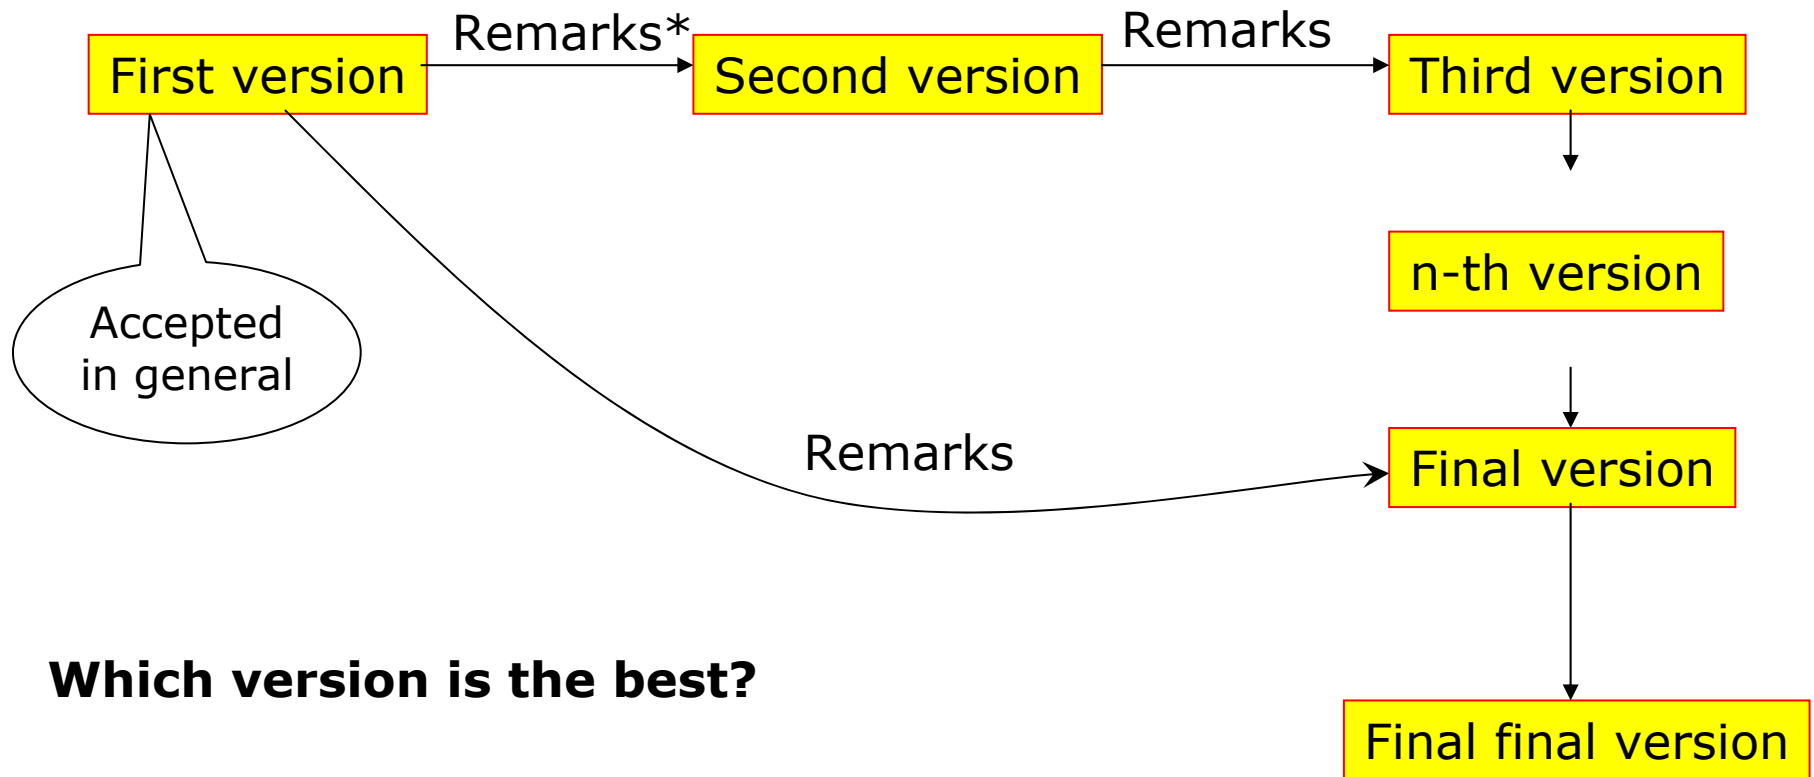 Remarks*
Remarks
First version
Second version
Third version
n-th version
Accepted
in general
Remarks
Final version
Which version is the best?
Final final version